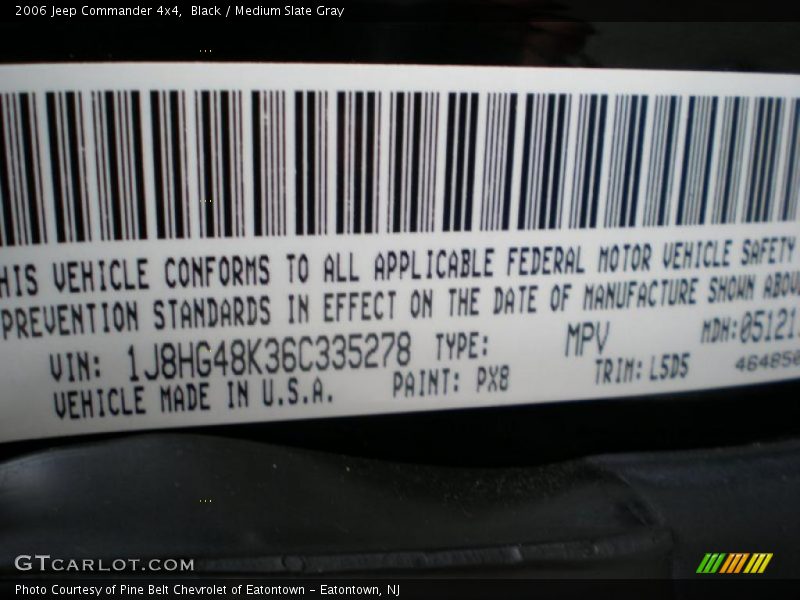 2006 Jeep Commander 4x4, Black / Medium Slate Gray
HIS VEHICLE CONFORMS TO ALL APPLICABLE FEDERAL MOTOR VEHICLE SAFETY
PREVENTION STANDARDS IN EFFECT ON THE DATE OF MANUFACTURE SHOWN ABOV
VIN: 1J8HG48K36C335278 TYPE: MPV MDH: 05121
VEHICLE MADE IN U.S.A. PAINT: PX8 TRIM: L5D5 46485
GTCARLOT.COM
Photo Courtesy of Pine Belt Chevrolet of Eatontown - Eatontown, NJ